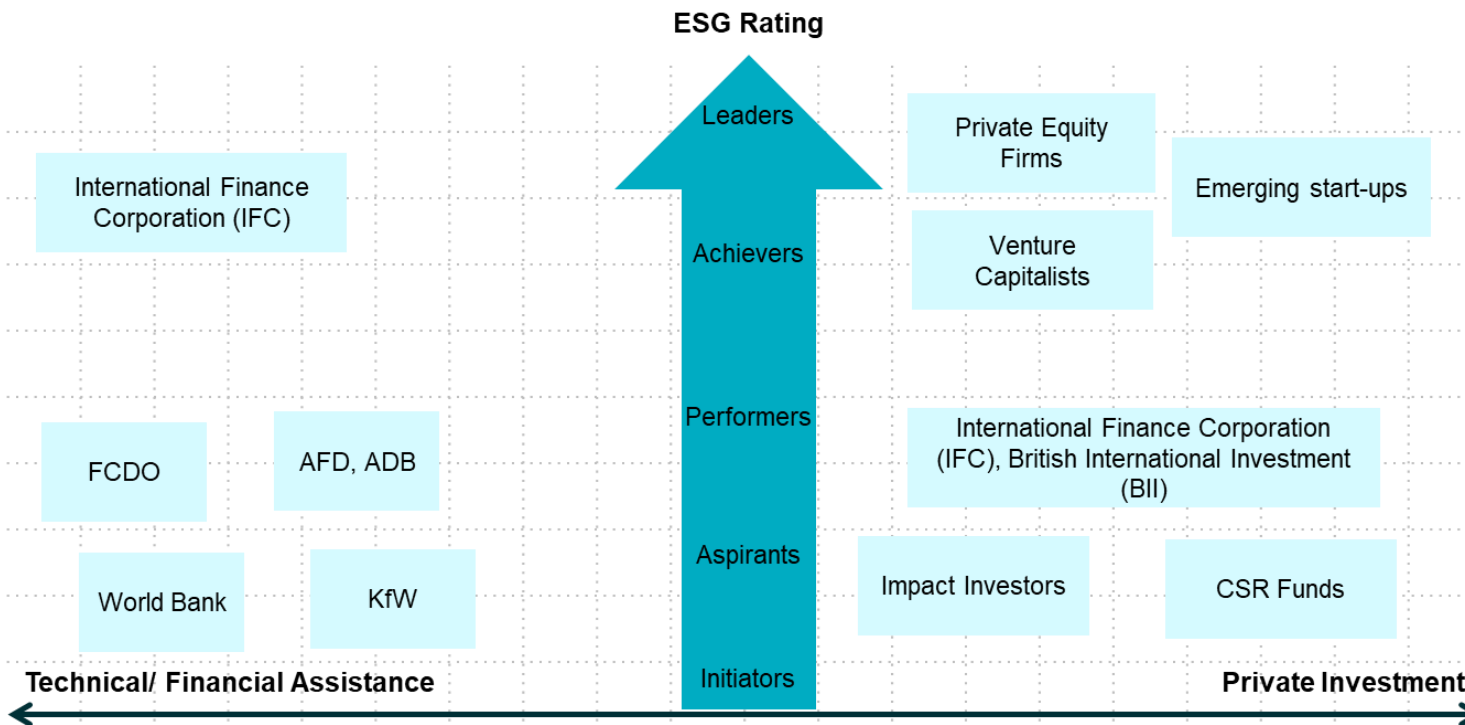 ESG Rating
Leaders
Private Equity
Firms
Emerging start-ups
International Finance
Corporation (IFC)
Achievers
Venture
Capitalists
Performers
International Finance Corporation
(IFC), British International Investment
(BII)
FCDO
AFD, ADB
Aspirants
Impact Investors
CSR Funds
World Bank
KfW
Initiators
Technical/ Financial Assistance
Private Investment